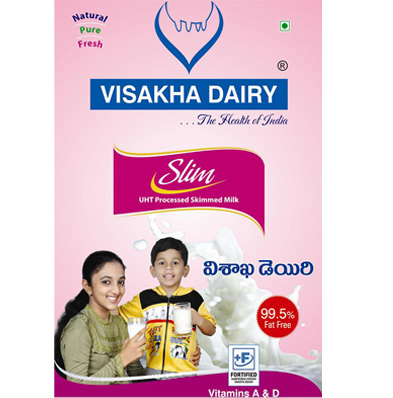 Natural
Pure
Fresh
®
VISAKHA DAIRY
...The Health of India
Slim
UHT Processed Skimmed Milk
విశాఖ డెయిరి
99.5%
Fat Free
+F
FORTIFIED
Vitamins A & D